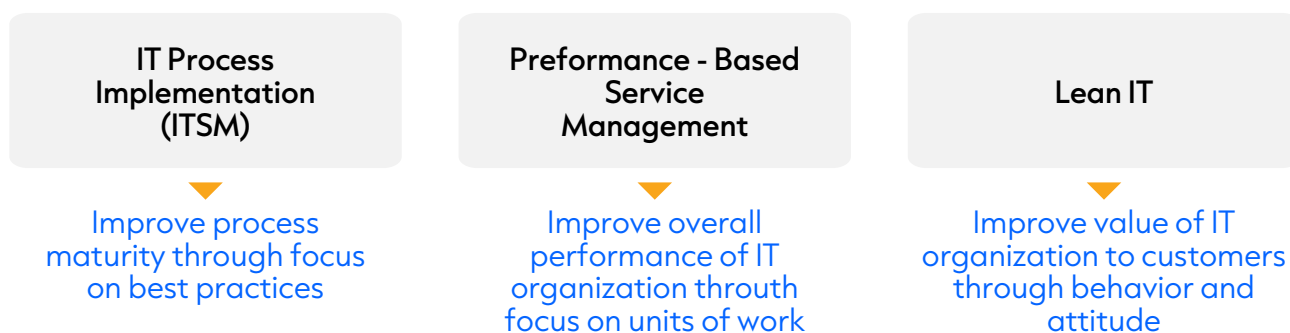 IT Process
Implementation
(ITSM)
Preformance - Based
Service
Management
Lean IT
Improve process
maturity through focus
on best practices
Improve overall
performance of IT
organization throuth
focus on units of work
Improve value of IT
organization to customers
through behavior and
attitude